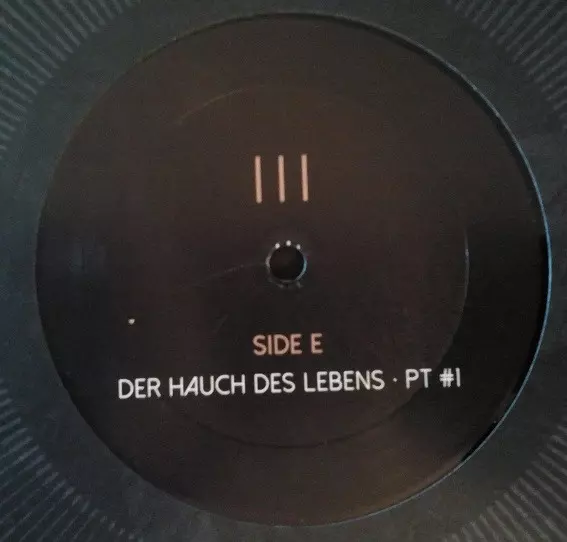 III
SIDE E
DER HAUCH DES LEBENS · PT #1